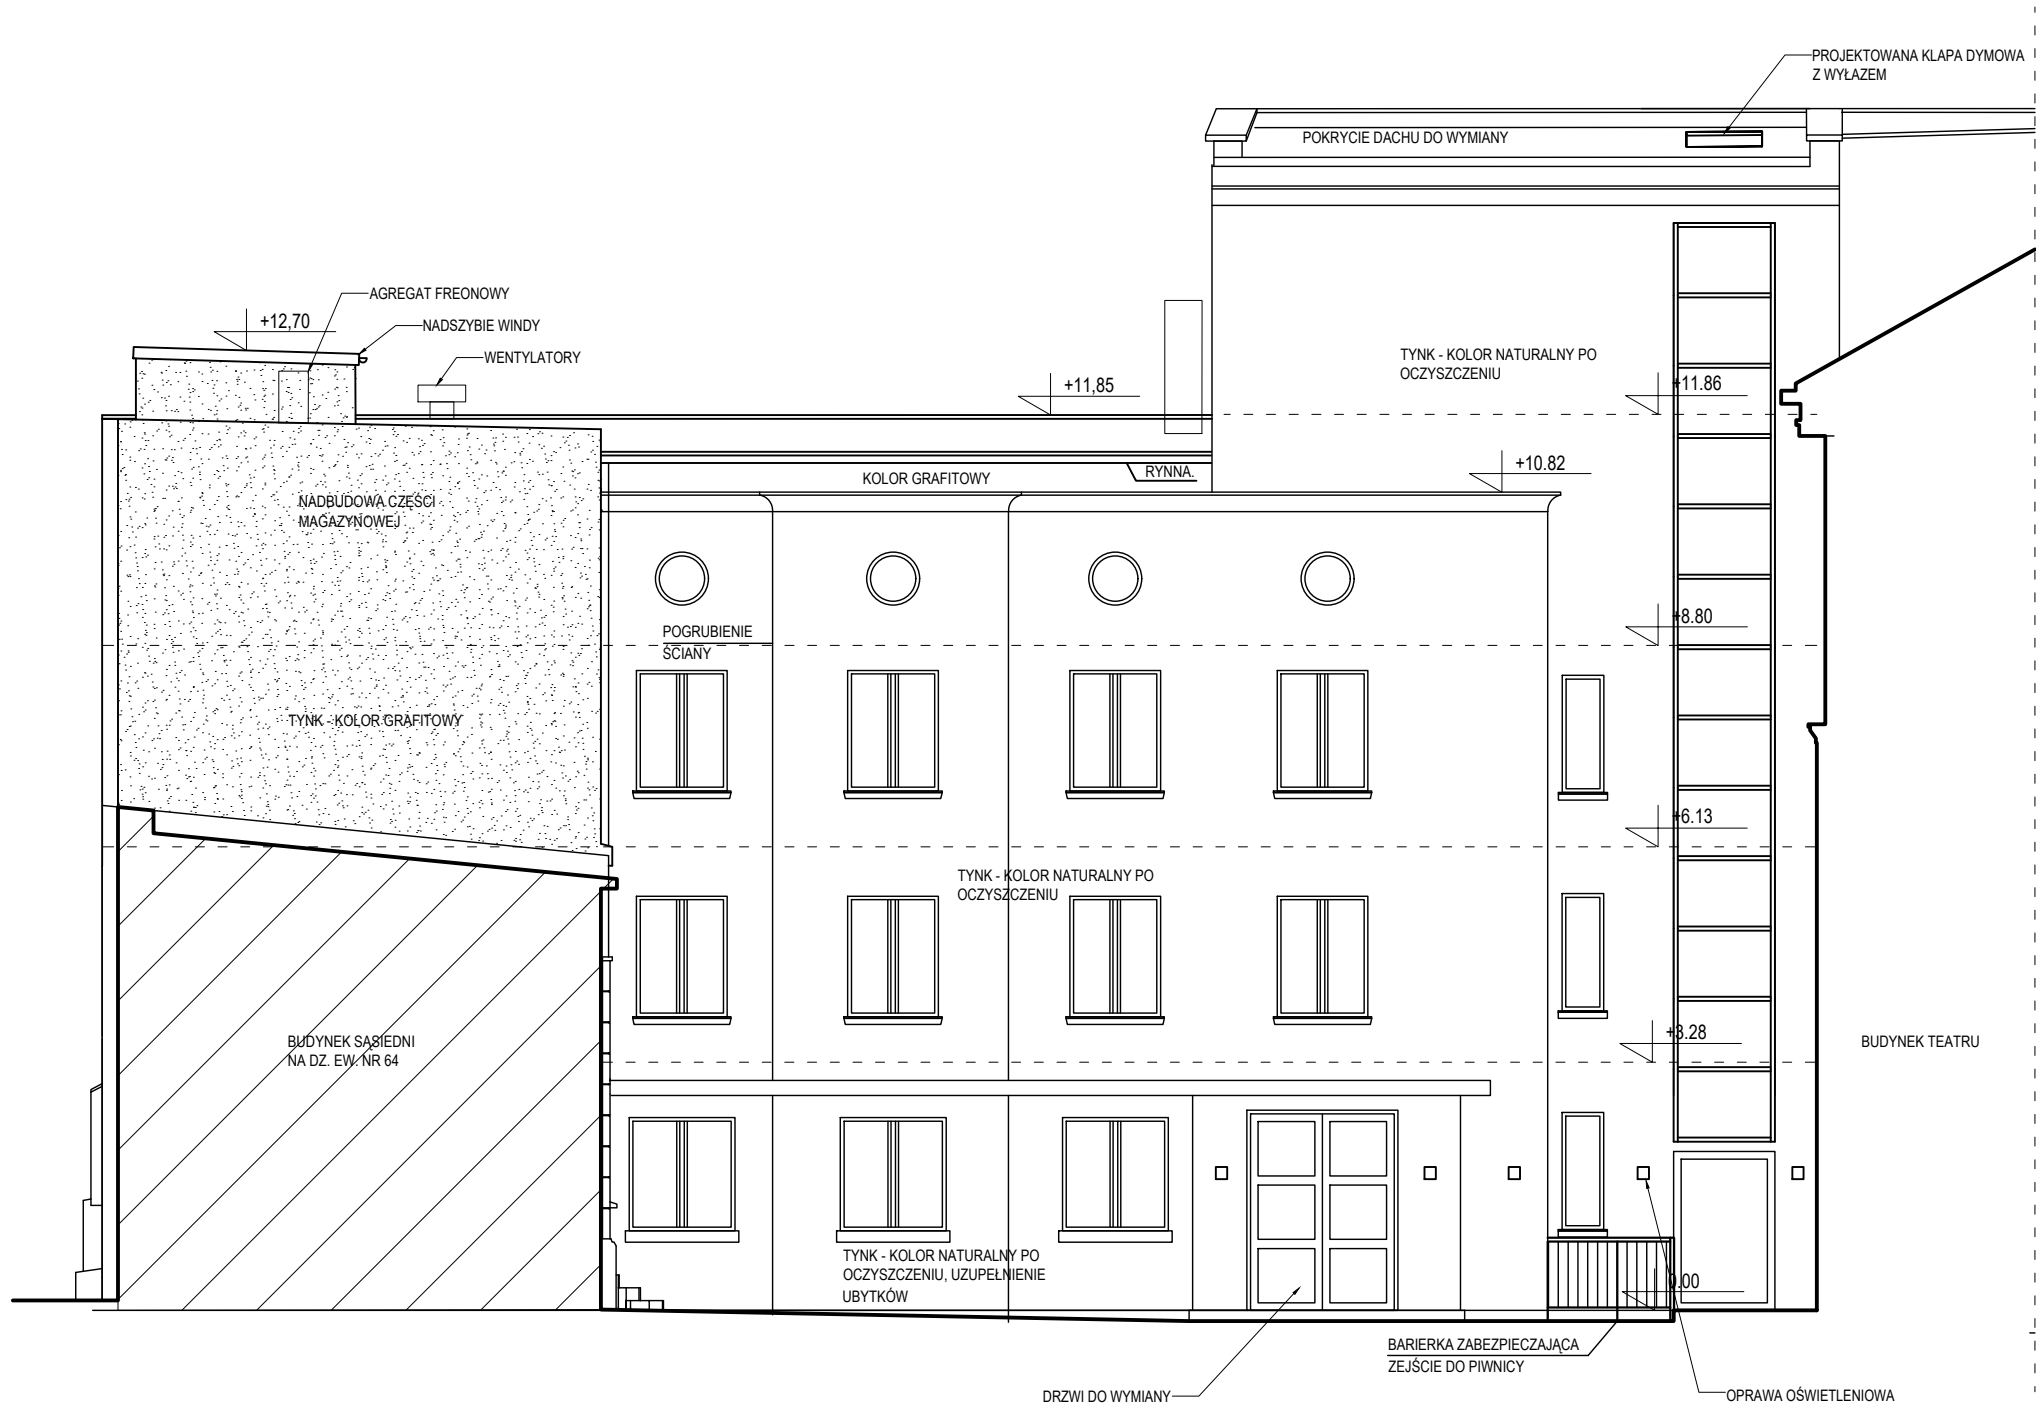 PROJEKTOWANA KLAPA DYMOWA
Z WYŁAZEM
POKRYCIE DACHU DO WYMIANY
AGREGAT FREONOWY
+12,70
NADSZYBIE WINDY
WENTYLATORY
TYNK - KOLOR NATURALNY PO
OCZYSZCZENIU
+11,85
+11.86
+10.82
RYNNA.
KOLOR GRAFITOWY
NADBUDOWA CZĘŚCI
MAGAZYNOWEJ
+8.80
POGRUBIENIE
ŚCIANY
TYNK - KOLOR GRAFITOWY
+6.13
TYNK - KOLOR NATURALNY PO
OCZYSZCZENIU
+3.28
BUDYNEK SĄSIEDNI
NA DZ. EW. NR 64
BUDYNEK TEATRU
TYNK - KOLOR NATURALNY PO
OCZYSZCZENIU, UZUPEŁNIENIE
UBYTKÓW
0.00
BARIERKA ZABEZPIECZAJĄCA
ZEJŚCIE DO PIWNICY
DRZWI DO WYMIANY
OPRAWA OŚWIETLENIOWA